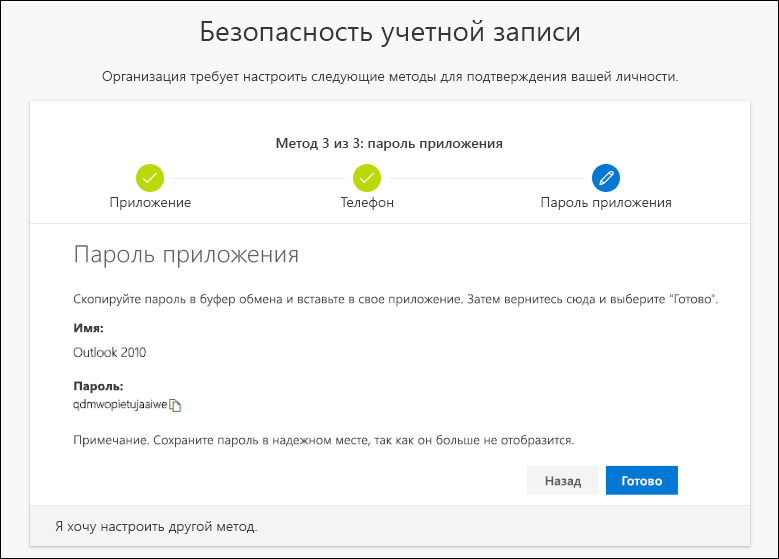 Безопасность учетной записи
Организация требует настроить следующие методы для подтверждения вашей личности.
Метод 3 из 3: пароль приложения
Приложение
Телефон
Пароль приложения
Пароль приложения
Скопируйте пароль в буфер обмена и вставьте в свое приложение. Затем вернитесь сюда и выберите "Готово".
Имя:
Outlook 2010
Пароль:
qdmwopietujaaiwe
Примечание. Сохраните пароль в надежном месте, так как он больше не отобразится.
Назад
Готово
Я хочу настроить другой метод.